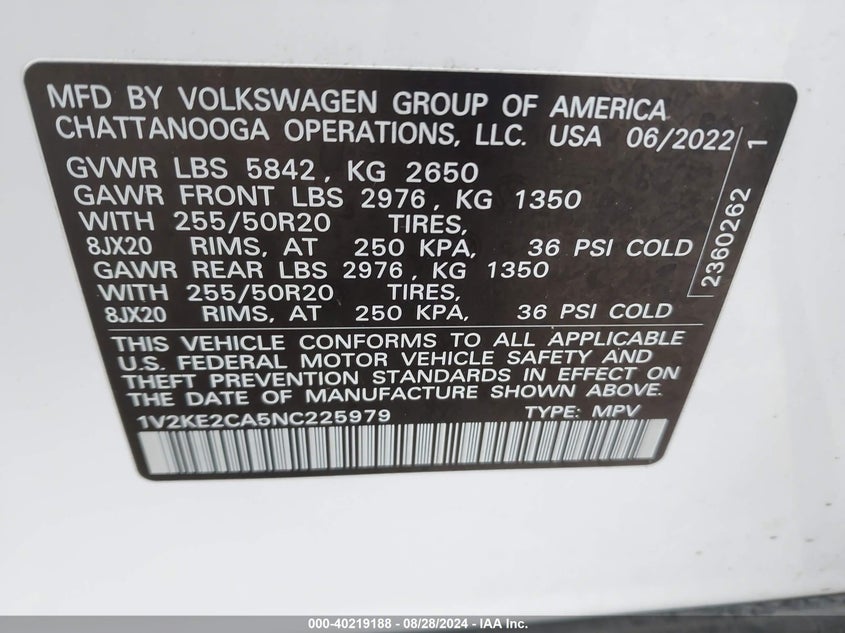 MFD BY VOLKSWAGEN GROUP OF AMERICA
CHATTANOOGA OPERATIONS, LLC. USA 06/2022
GVWR LBS 5842, KG 2650
GAWR FRONT LBS 2976, KG 1350
WITH 255/50R20 TIRES,
8JX20 RIMS, AT 250 KPA, 36 PSI COLD
GAWR REAR LBS 2976, KG 1350
WITH 255/50R20 TIRES,
8JX20 RIMS, AT 250 KPA, 36 PSI COLD
THIS VEHICLE CONFORMS TO ALL APPLICABLE
U.S. FEDERAL MOTOR VEHICLE SAFETY AND
THEFT PREVENTION STANDARDS IN EFFECT ON
THE DATE OF MANUFACTURE SHOWN ABOVE.
1V2KE2CA5NC225979 TYPE: MPV
2360262 1
000-40219188 - 08/28/2024 - IAA Inc.